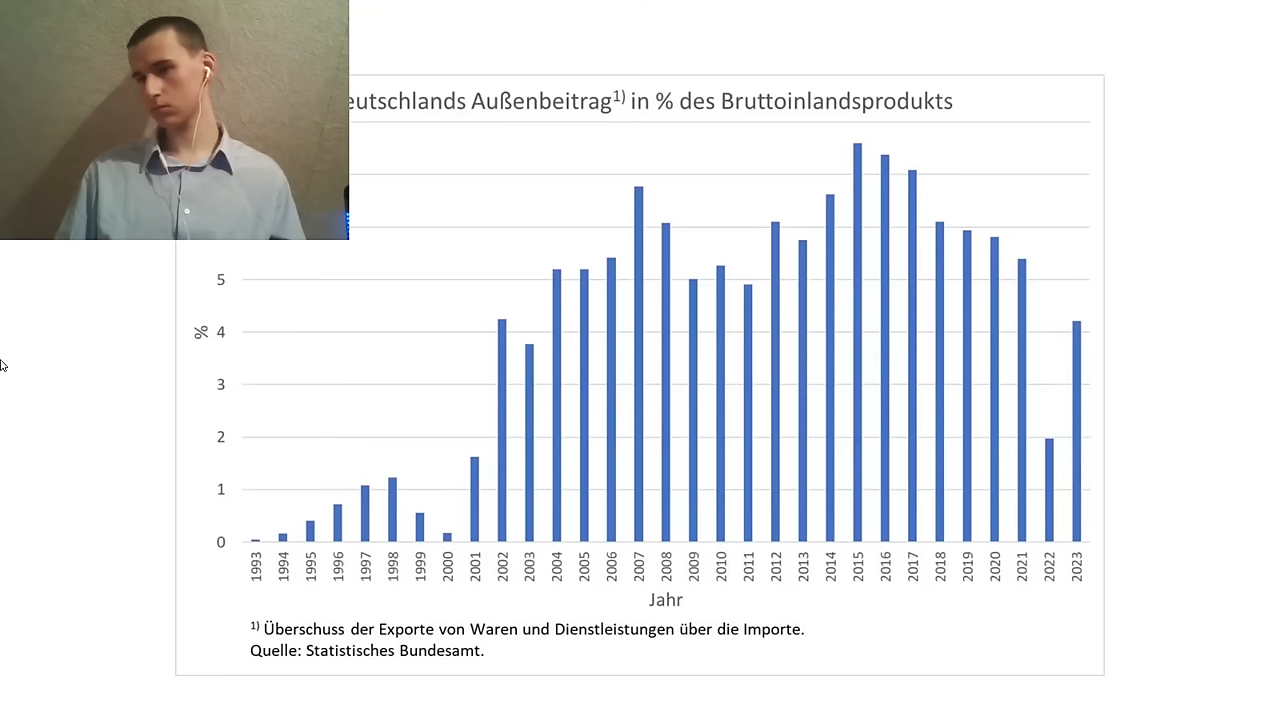 eutschlands Außenbeitrag¹⁾ in % des Bruttoinlandsprodukts
5
4
3
2
1
0
%
1993 1994 1995 1996 1997 1998 1999 2000 2001 2002 2003 2004 2005 2006 2007 2008 2009 2010 2011 2012 2013 2014 2015 2016 2017 2018 2019 2020 2021 2022 2023
Jahr
¹⁾ Überschuss der Exporte von Waren und Dienstleistungen über die Importe.
Quelle: Statistisches Bundesamt.